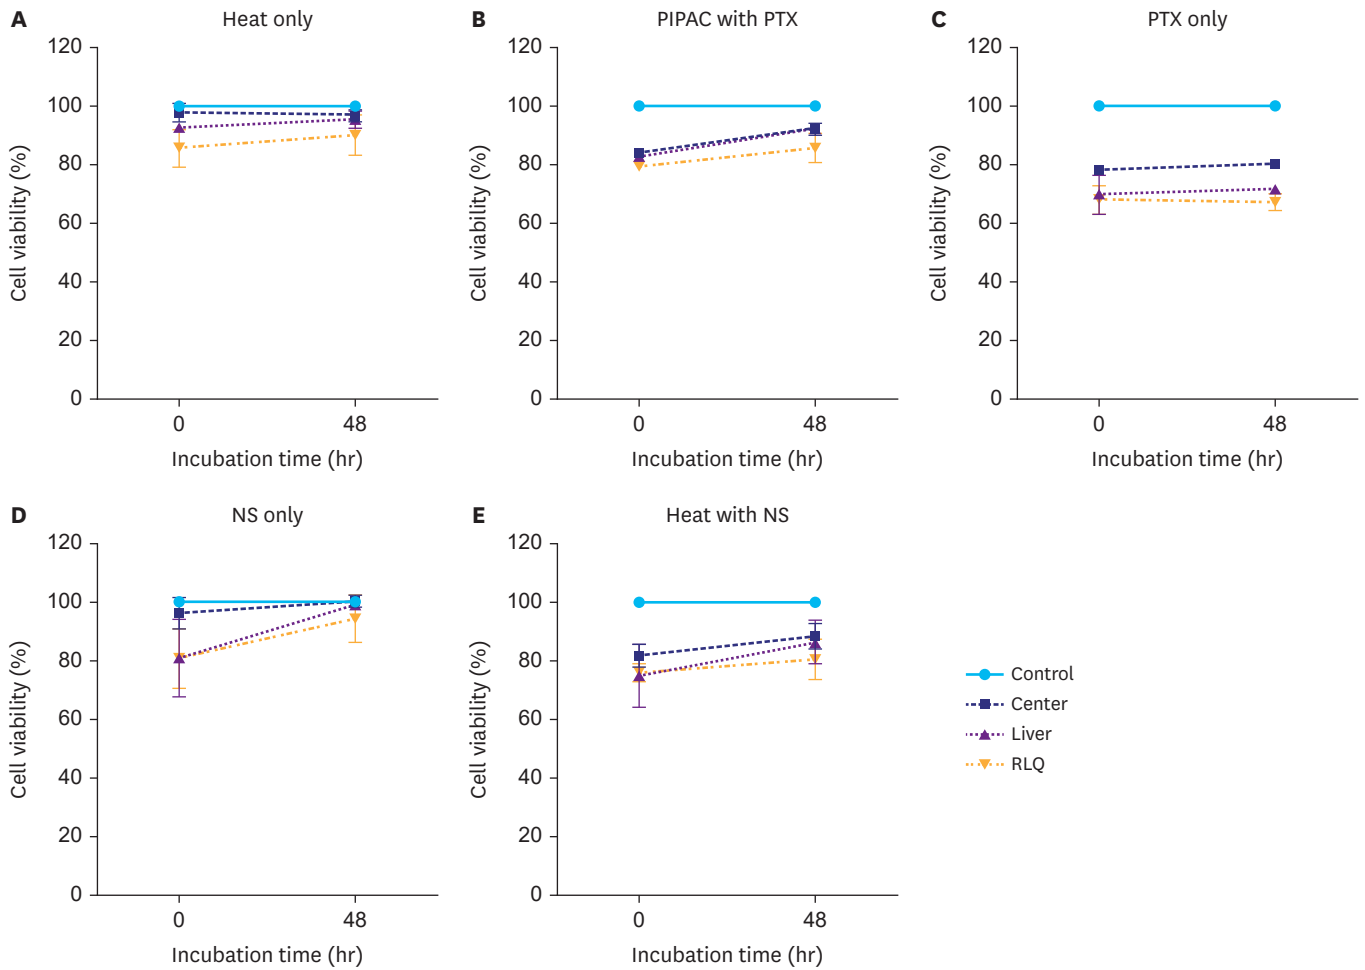 A Heat only
120
100
80
60
40
20
0
Cell viability (%)
0 48
Incubation time (hr)
B PIPAC with PTX
120
100
80
60
40
20
0
Cell viability (%)
0 48
Incubation time (hr)
C PTX only
120
100
80
60
40
20
0
Cell viability (%)
0 48
Incubation time (hr)
D NS only
120
100
80
60
40
20
0
Cell viability (%)
0 48
Incubation time (hr)
E Heat with NS
120
100
80
60
40
20
0
Cell viability (%)
0 48
Incubation time (hr)
Control
Center
Liver
RLQ